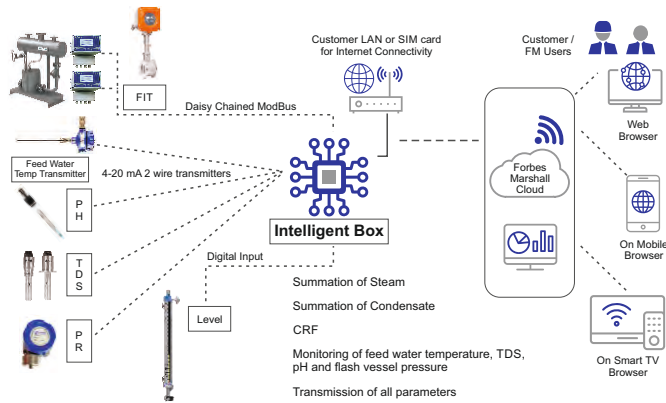 Customer LAN or SIM card
for Internet Connectivity
Customer /
FM Users
FIT
Daisy Chained ModBus
Web
Browser
Feed Water
Temp Transmitter
4-20 mA 2 wire transmitters
Forbes
Marshall
Cloud
P
H
Intelligent Box
On Mobile
Browser
Digital Input
T
D
S
Level
Summation of Steam
Summation of Condensate
CRF
P
R
Monitoring of feed water temperature, TDS,
pH and flash vessel pressure
On Smart TV
Browser
Transmission of all parameters